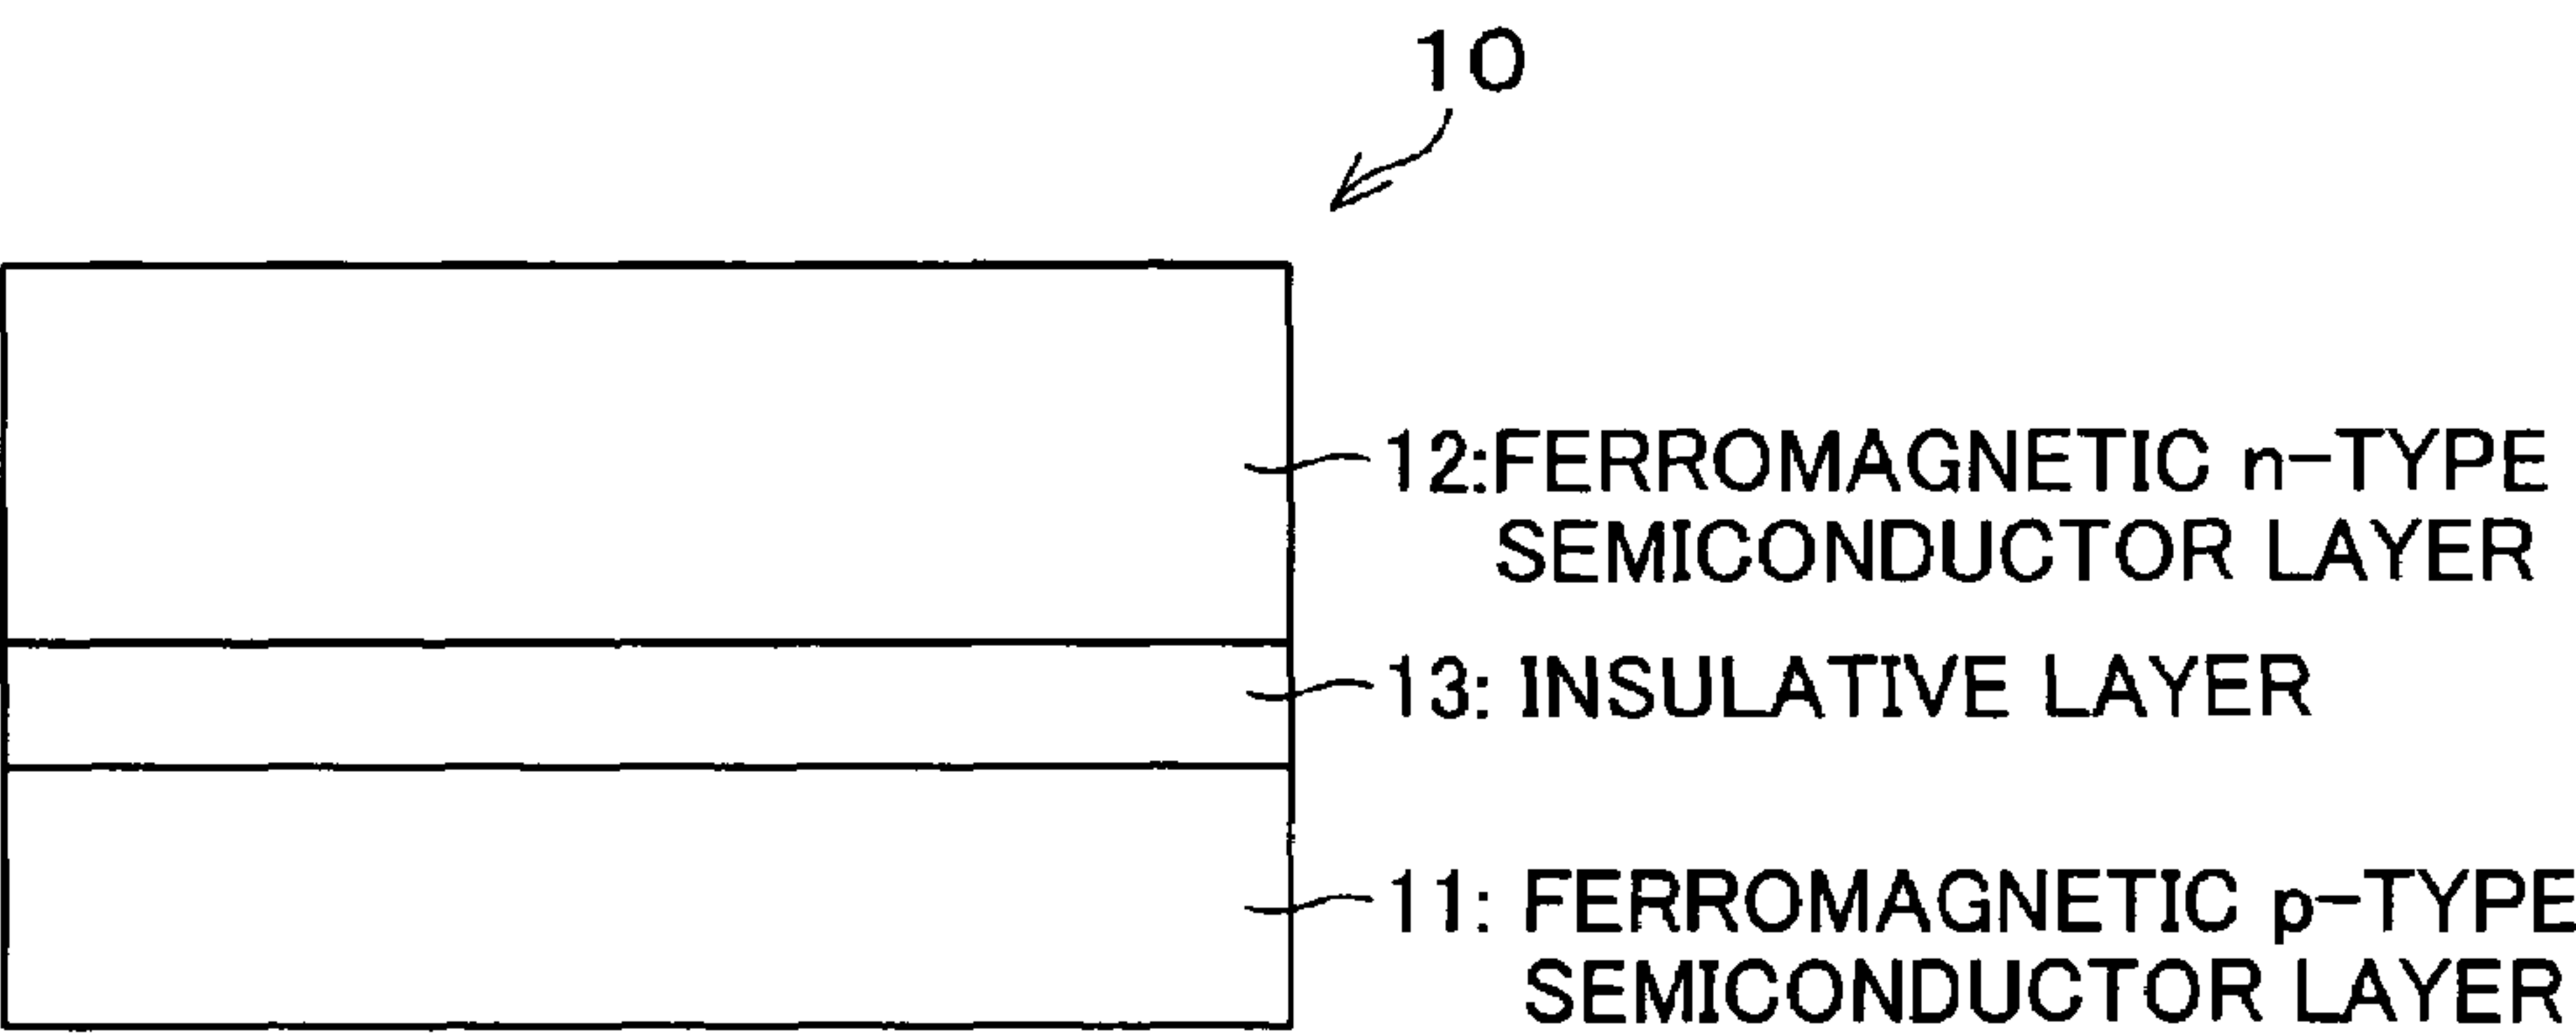 10
12:FERROMAGNETIC n-TYPE
SEMICONDUCTOR LAYER
13: INSULATIVE LAYER
11: FERROMAGNETIC p-TYPE
SEMICONDUCTOR LAYER